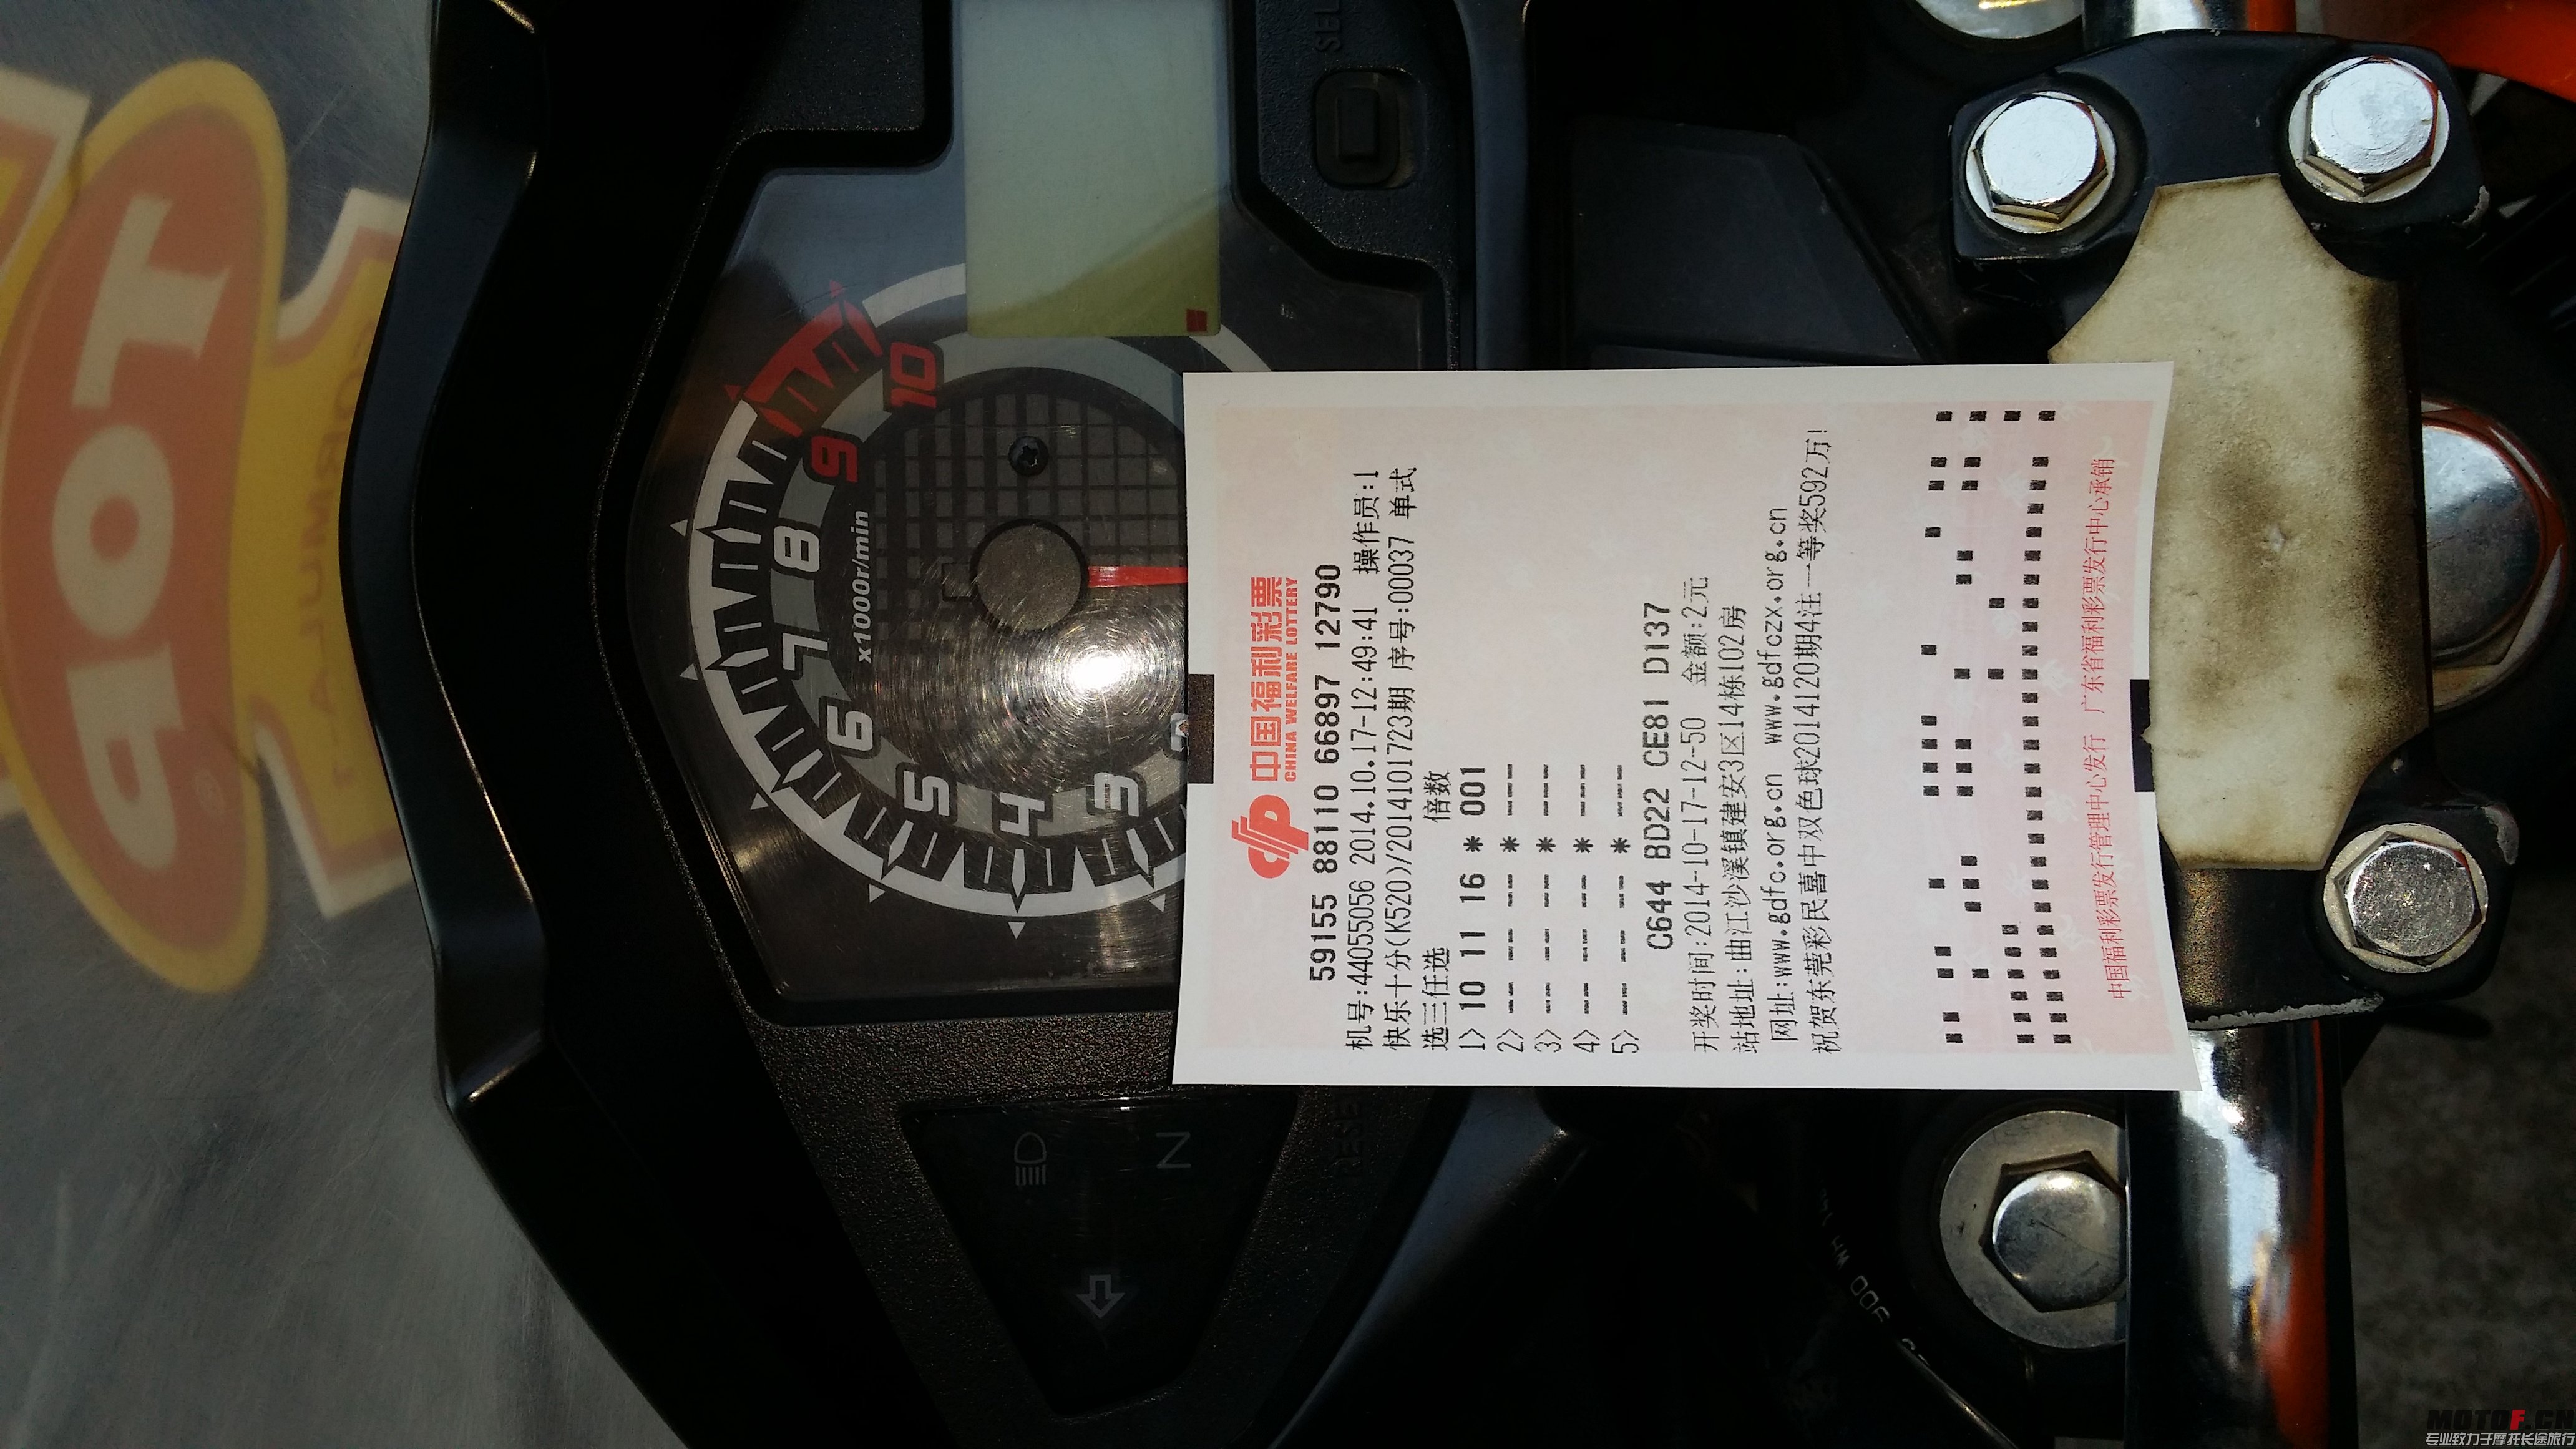 中国福利彩票
CHINA WELFARE LOTTERY
59155 88110 66897 12790
机号:44055056 2014.10.17-12:49:41 操作员:1
快乐十分(K520)/2014101723期 序号:00037 单式
选三任选 倍数
1> 10 11 16 * 001
2> -- -- -- * ---
3> -- -- -- * ---
4> -- -- -- * ---
5> -- -- -- * ---
C644 BD22 CE81 D137
开奖时间:2014-10-17-12-50 金额:2元
站地址:曲江沙溪镇建安3区14栋102房
网址:www.gdfc.org.cn www.gdfczx.org.cn
祝贺东莞彩民喜中双色球2014120期4注一等奖592万!
中国福利彩票发行管理中心发行 广东省福利彩票发行中心承销
TOP
®
x1000r/min
3
4
5
6
7
8
9
10
N
MOTOF.CN
专业致力于摩托长途旅行